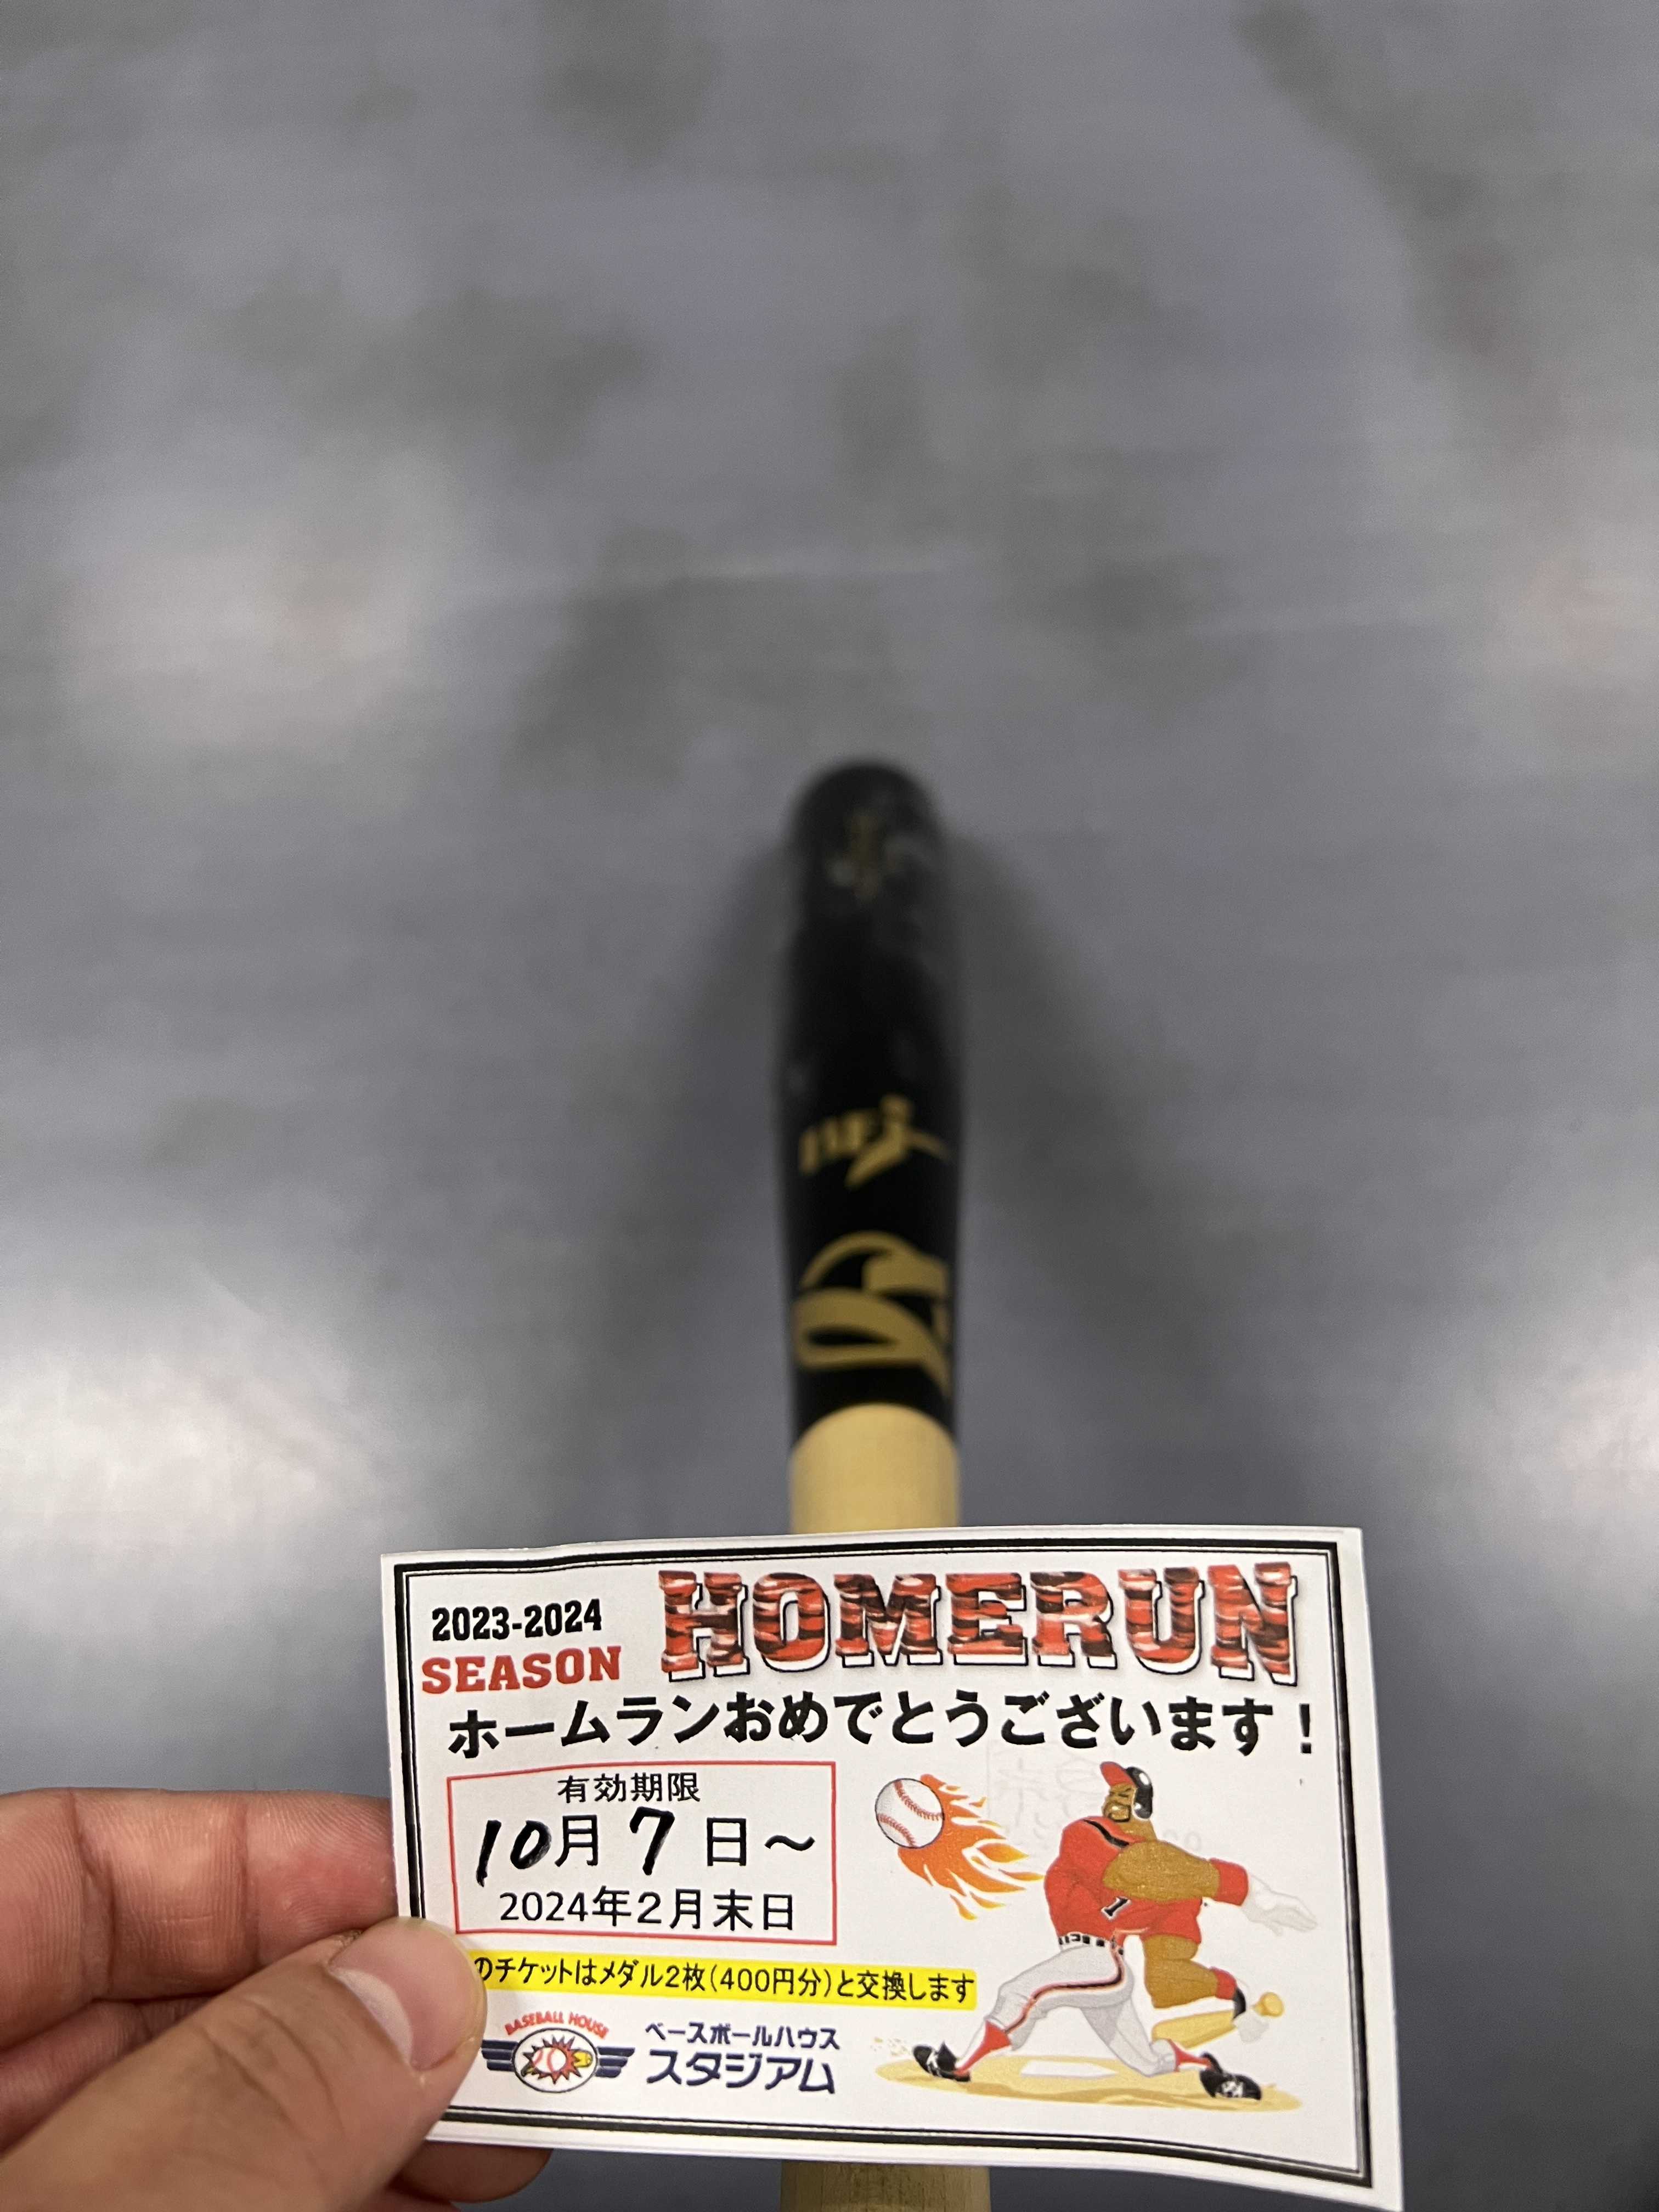 2023-2024
SEASON
HOMERUN
ホームランおめでとうございます！
有効期限
10月7日～
2024年2月末日
のチケットはメダル2枚(400円分)と交換します
BASEBALL HOUSE
ベースボールハウス
スタジアム
1